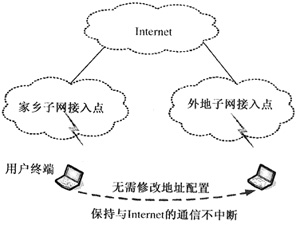 Internet
家乡子网接入点
外地子网接入点
用户终端
无需修改地址配置
保持与Internet的通信不中断